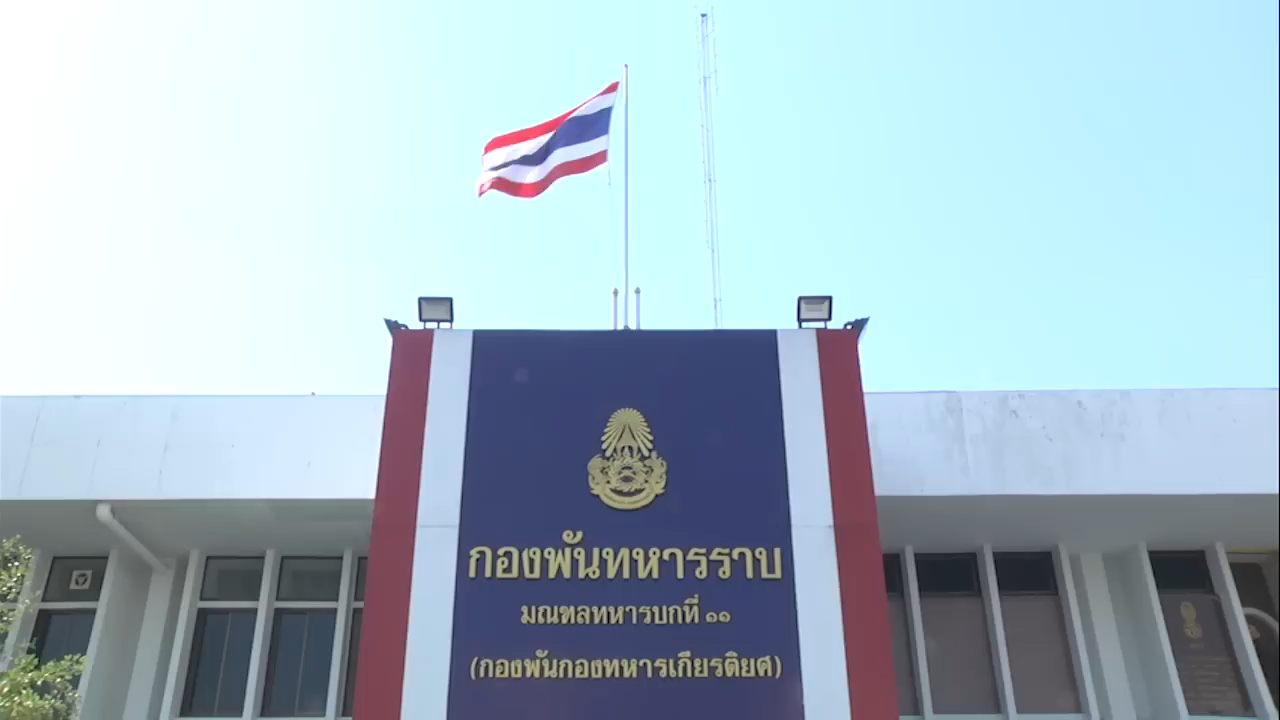 กองพันทหารราบ
มณฑลทหารบกที่ ๑๑
(กองพันกองทหารเกียรติยศ)